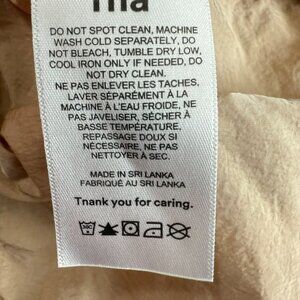 DO NOT SPOT CLEAN, MACHINE
WASH COLD SEPARATELY, DO
NOT BLEACH, TUMBLE DRY LOW,
COOL IRON ONLY IF NEEDED, DO
NOT DRY CLEAN.
NE PAS ENLEVER LES TACHES,
LAVER SÉPARÉMENT À LA
MACHINE À L'EAU FROIDE, NE
PAS JAVELISER, SÉCHER À
BASSE TEMPÉRATURE,
REPASSAGE DOUX SI
NÉCESSAIRE, NE PAS
NETTOYER À SEC.
MADE IN SRI LANKA
FABRIQUÉ AU SRI LANKA
Thank you for caring.